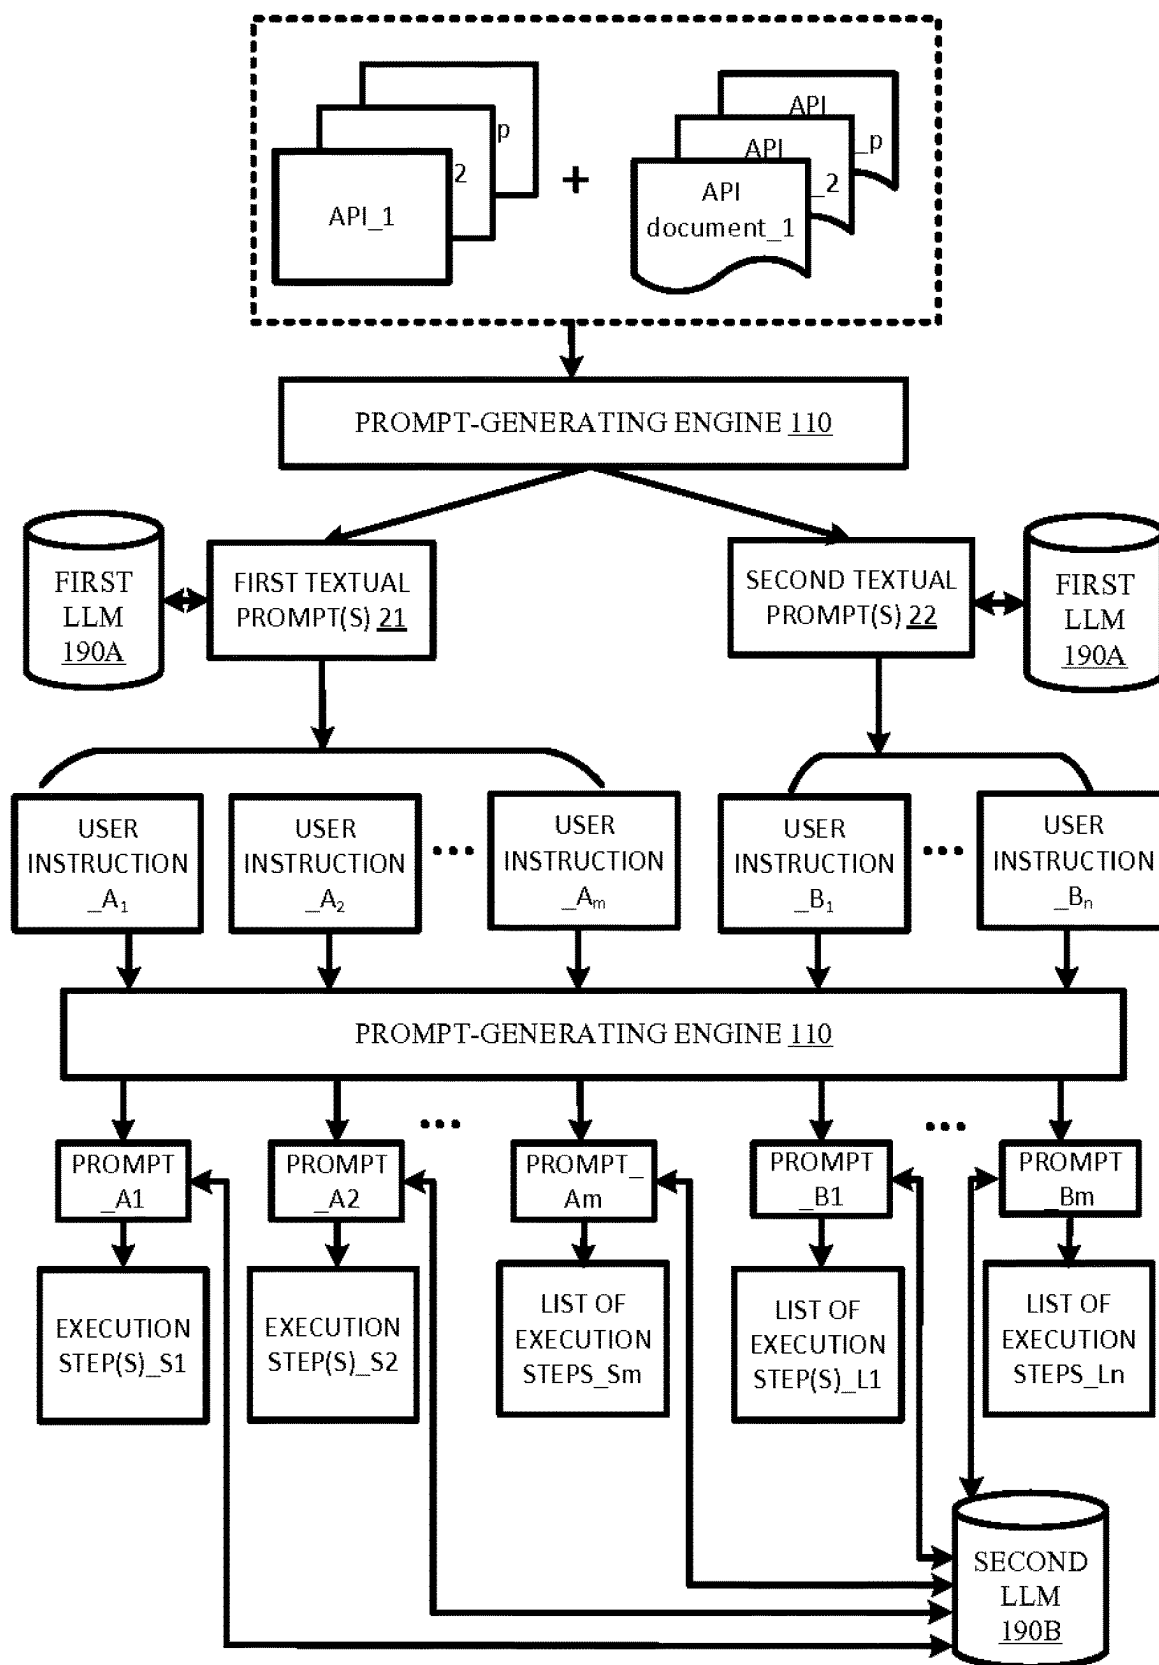 p
2
API_1
+
API
_p
API
_2
API
document_1
PROMPT-GENERATING ENGINE 110
FIRST
LLM
190A
FIRST TEXTUAL
PROMPT(S) 21
SECOND TEXTUAL
PROMPT(S) 22
FIRST
LLM
190A
USER
INSTRUCTION
_A₁
USER
INSTRUCTION
_A₂
...
USER
INSTRUCTION
_Aₘ
USER
INSTRUCTION
_B₁
...
USER
INSTRUCTION
_Bₙ
PROMPT-GENERATING ENGINE 110
PROMPT
_A1
PROMPT
_A2
...
PROMPT_
Am
PROMPT
_B1
...
PROMPT
_Bm
EXECUTION
STEP(S)_S1
EXECUTION
STEP(S)_S2
LIST OF
EXECUTION
STEPS_Sm
LIST OF
EXECUTION
STEP(S)_L1
LIST OF
EXECUTION
STEPS_Ln
SECOND
LLM
190B